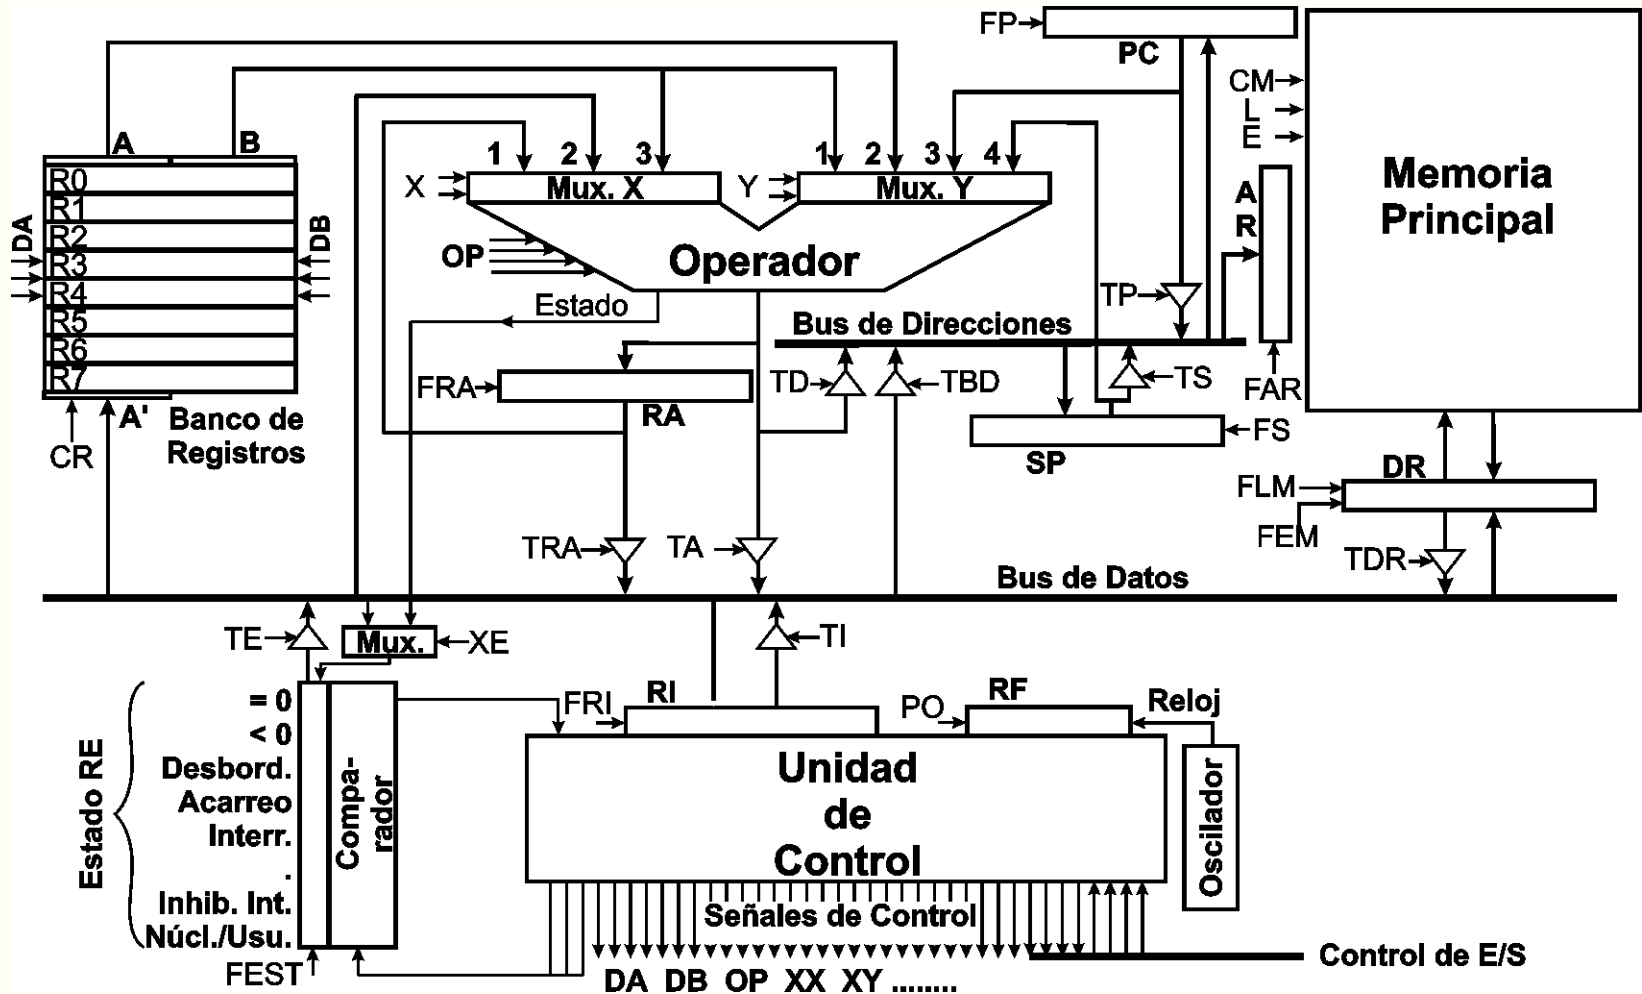 FP
PC
CM
L
E
Memoria
Principal
A
B
1
2
3
1
2
3
4
X
Mux. X
Y
Mux. Y
R0
R1
R2
R3
R4
R5
R6
R7
DA
DB
OP
Operador
Estado
A
R
TP
Bus de Direcciones
FRA
RA
TD
TBD
TS
FAR
CR
A'
Banco de
Registros
SP
FS
DR
FLM
FEM
TRA
TA
TDR
Bus de Datos
TE
Mux.
XE
TI
FRI
RI
PO
RF
Reloj
Estado RE
= 0
< 0
Desbord.
Acarreo
Interr.
.
Inhib. Int.
Núcl./Usu.
Compa-
rador
Unidad
de
Control
Oscilador
Señales de Control
FEST
DA DB OP XX XY ........
Control de E/S